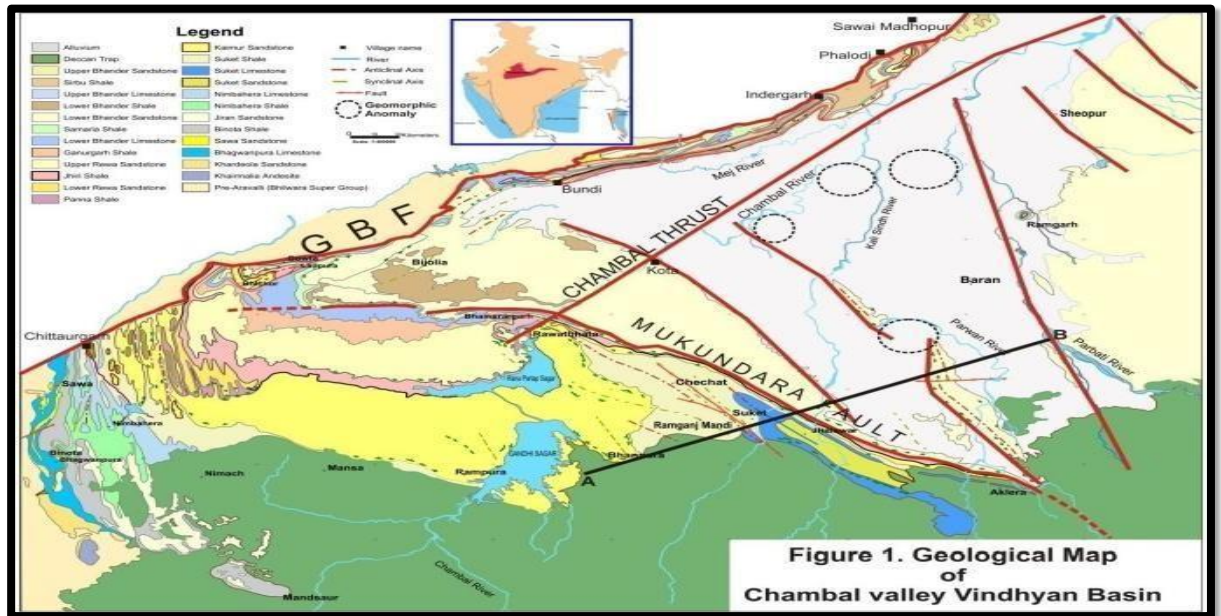 Legend
Alluvium
Deccan Trap
Upper Bhander Sandstone
Sirbu Shale
Upper Bhander Limestone
Lower Bhander Shale
Lower Bhander Sandstone
Samaria Shale
Lower Bhander Limestone
Ganurgarh Shale
Upper Rewa Sandstone
Jhiri Shale
Lower Rewa Sandstone
Panna Shale
Kaimur Sandstone
Suket Shale
Suket Limestone
Suket Sandstone
Nimbahera Limestone
Nimbahera Shale
Jiran Sandstone
Binota Shale
Sawa Sandstone
Bhagwanpura Limestone
Khardeola Sandstone
Khairmalia Andesite
Pre-Aravalli (Bhilwara Super Group)
Village name
River
Anticlinal Axis
Synclinal Axis
Fault
Geomorphic
Anomaly
Sawai Madhopur
Phalodi
Indergarh
Sheopur
Bundi
Mej River
Chambal River
Kali Sindh River
Ramgarh
GBF
CHAMBAL THRUST
Bijolia
Kota
Baran
Chittaurgarh
Rawatbhata
Parwan River
B
Parbati River
MUKUNDARA FAULT
Sawa
Rana Partap Sagar
Chechat
Nimbahera
Suket
Ramganj Mandi
Jhalawar
Binota
Bhagwanpura
Nimach
Mansa
Rampura
GANDHI SAGAR
Bhanpura
A
Aklera
Chambal River
Mandsaur
Figure 1. Geological Map
of
Chambal valley Vindhyan Basin